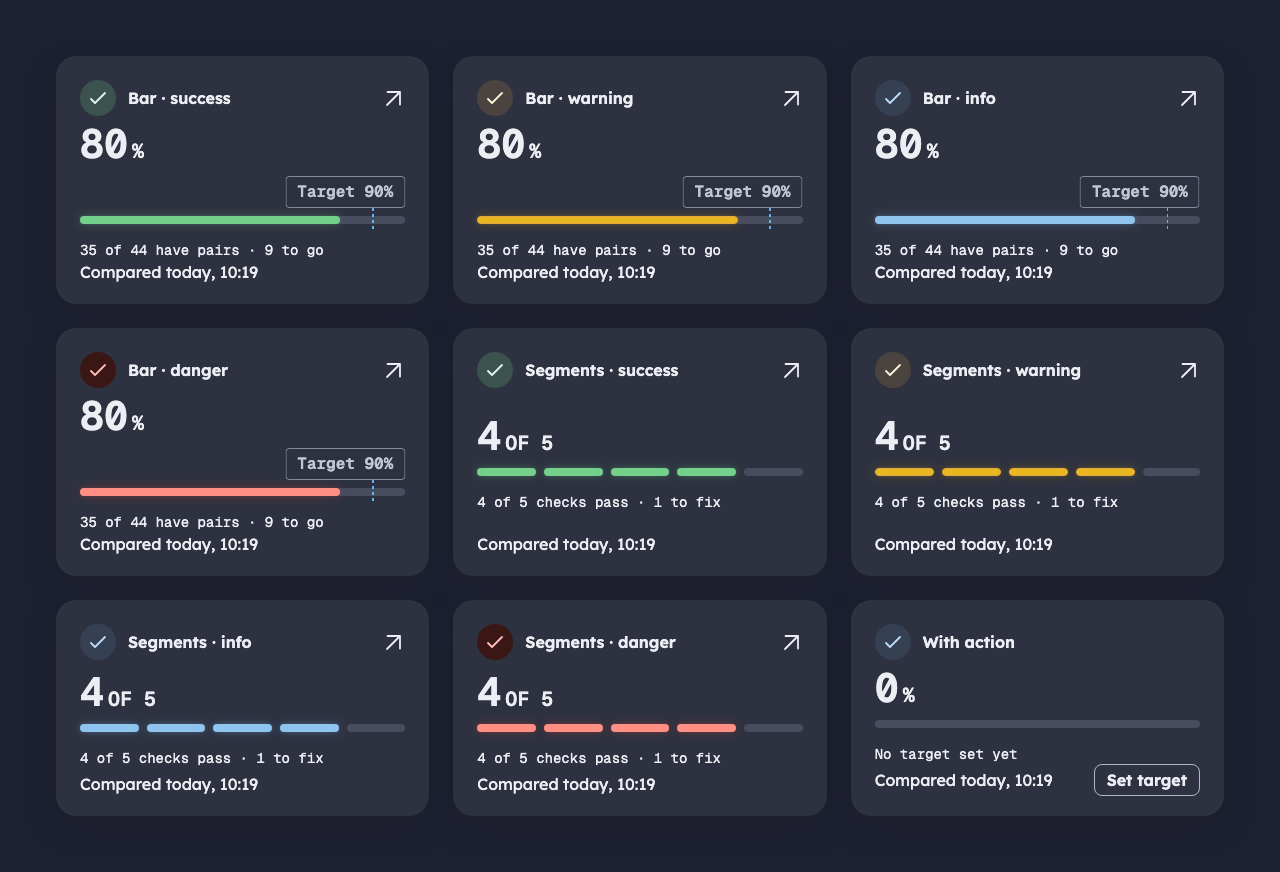 Bar · success
80%
Target 90%
35 of 44 have pairs · 9 to go
Compared today, 10:19
Bar · warning
80%
Target 90%
35 of 44 have pairs · 9 to go
Compared today, 10:19
Bar · info
80%
Target 90%
35 of 44 have pairs · 9 to go
Compared today, 10:19
Bar · danger
80%
Target 90%
35 of 44 have pairs · 9 to go
Compared today, 10:19
Segments · success
4 OF 5
4 of 5 checks pass · 1 to fix
Compared today, 10:19
Segments · warning
4 OF 5
4 of 5 checks pass · 1 to fix
Compared today, 10:19
Segments · info
4 OF 5
4 of 5 checks pass · 1 to fix
Compared today, 10:19
Segments · danger
4 OF 5
4 of 5 checks pass · 1 to fix
Compared today, 10:19
With action
0%
No target set yet
Compared today, 10:19
Set target